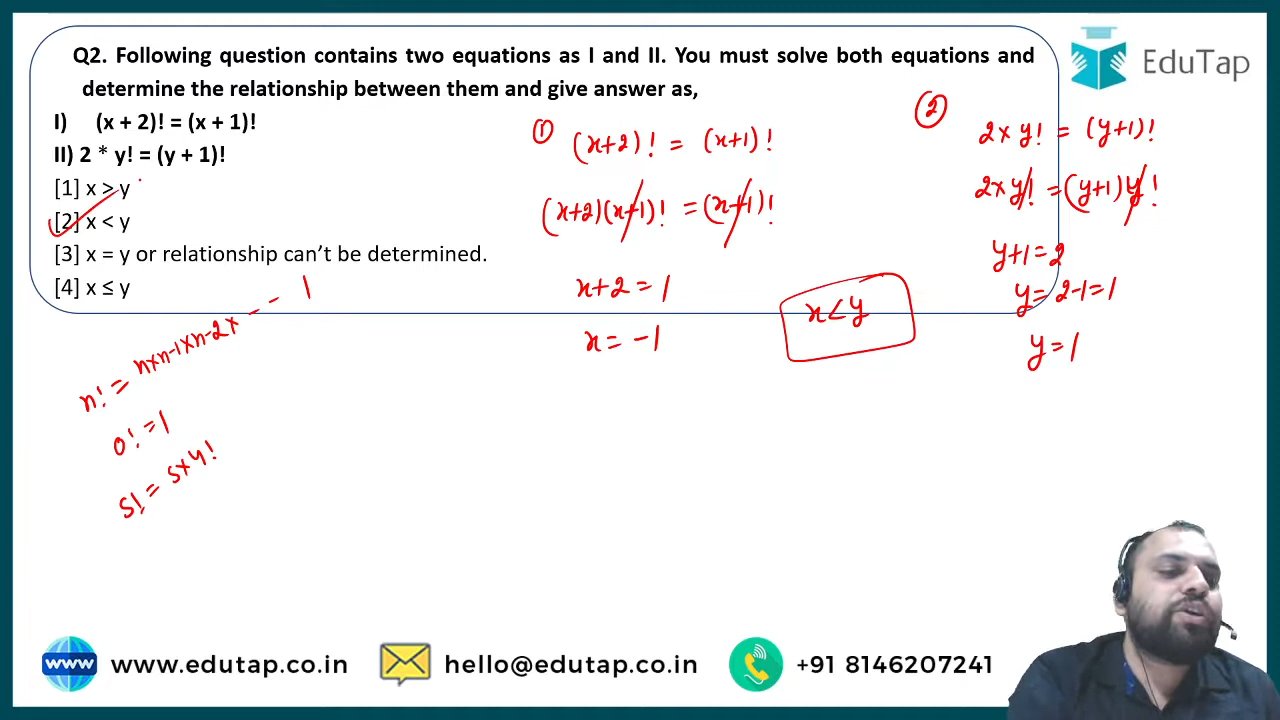 Q2. Following question contains two equations as I and II. You must solve both equations and
determine the relationship between them and give answer as,
I) (x + 2)! = (x + 1)!
II) 2 * y! = (y + 1)!
[1] x > y
[2] x < y
[3] x = y or relationship can't be determined.
[4] x ≤ y
EduTap
①
(x+2)! = (x+1)!
(x+2)(x+1)! = (x+1)!
x+2 = 1
x = -1
x < y
②
2 x y! = (y+1)!
2 x y! = (y+1) y!
y+1 = 2
y = 2-1 = 1
y = 1
n! = n x n-1 x n-2 x - - 1
0! = 1
5! = 5 x 4!
www www.edutap.co.in
hello@edutap.co.in
+91 8146207241